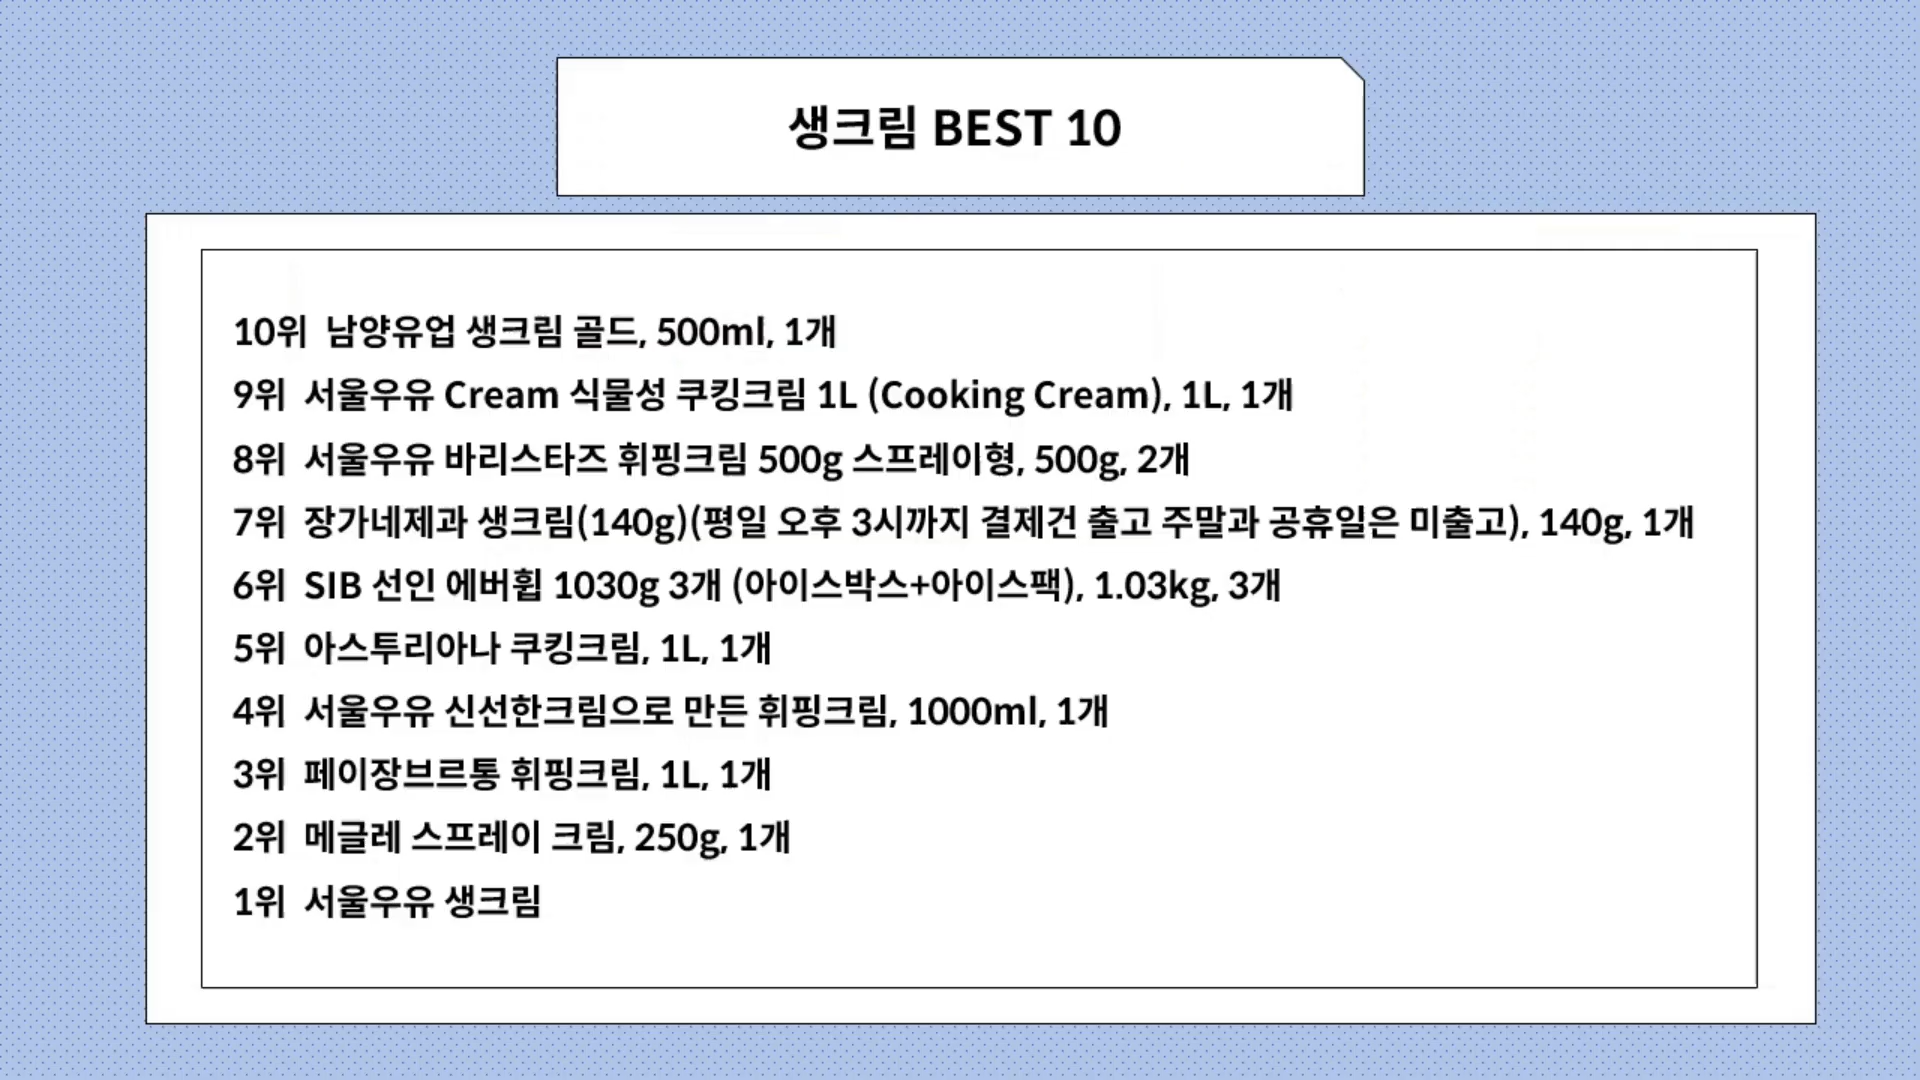 생크림 BEST 10
10위 남양유업 생크림 골드, 500ml, 1개
9위 서울우유 Cream 식물성 쿠킹크림 1L (Cooking Cream), 1L, 1개
8위 서울우유 바리스타즈 휘핑크림 500g 스프레이형, 500g, 2개
7위 장가네제과 생크림(140g)(평일 오후 3시까지 결제건 출고 주말과 공휴일은 미출고), 140g, 1개
6위 SIB 선인 에버휩 1030g 3개 (아이스박스+아이스팩), 1.03kg, 3개
5위 아스투리아나 쿠킹크림, 1L, 1개
4위 서울우유 신선한크림으로 만든 휘핑크림, 1000ml, 1개
3위 페이장브르통 휘핑크림, 1L, 1개
2위 메글레 스프레이 크림, 250g, 1개
1위 서울우유 생크림